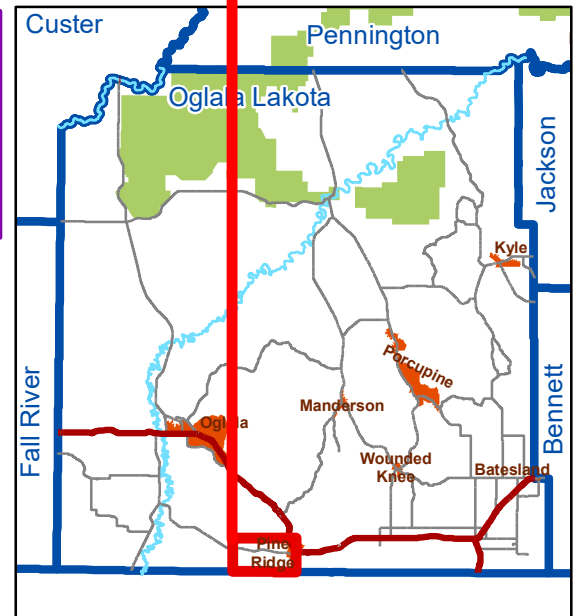 Custer
Pennington
Oglala Lakota
Jackson
Kyle
Porcupine
Fall River
Manderson
Oglala
Bennett
Wounded
Knee
Batesland
Pine
Ridge